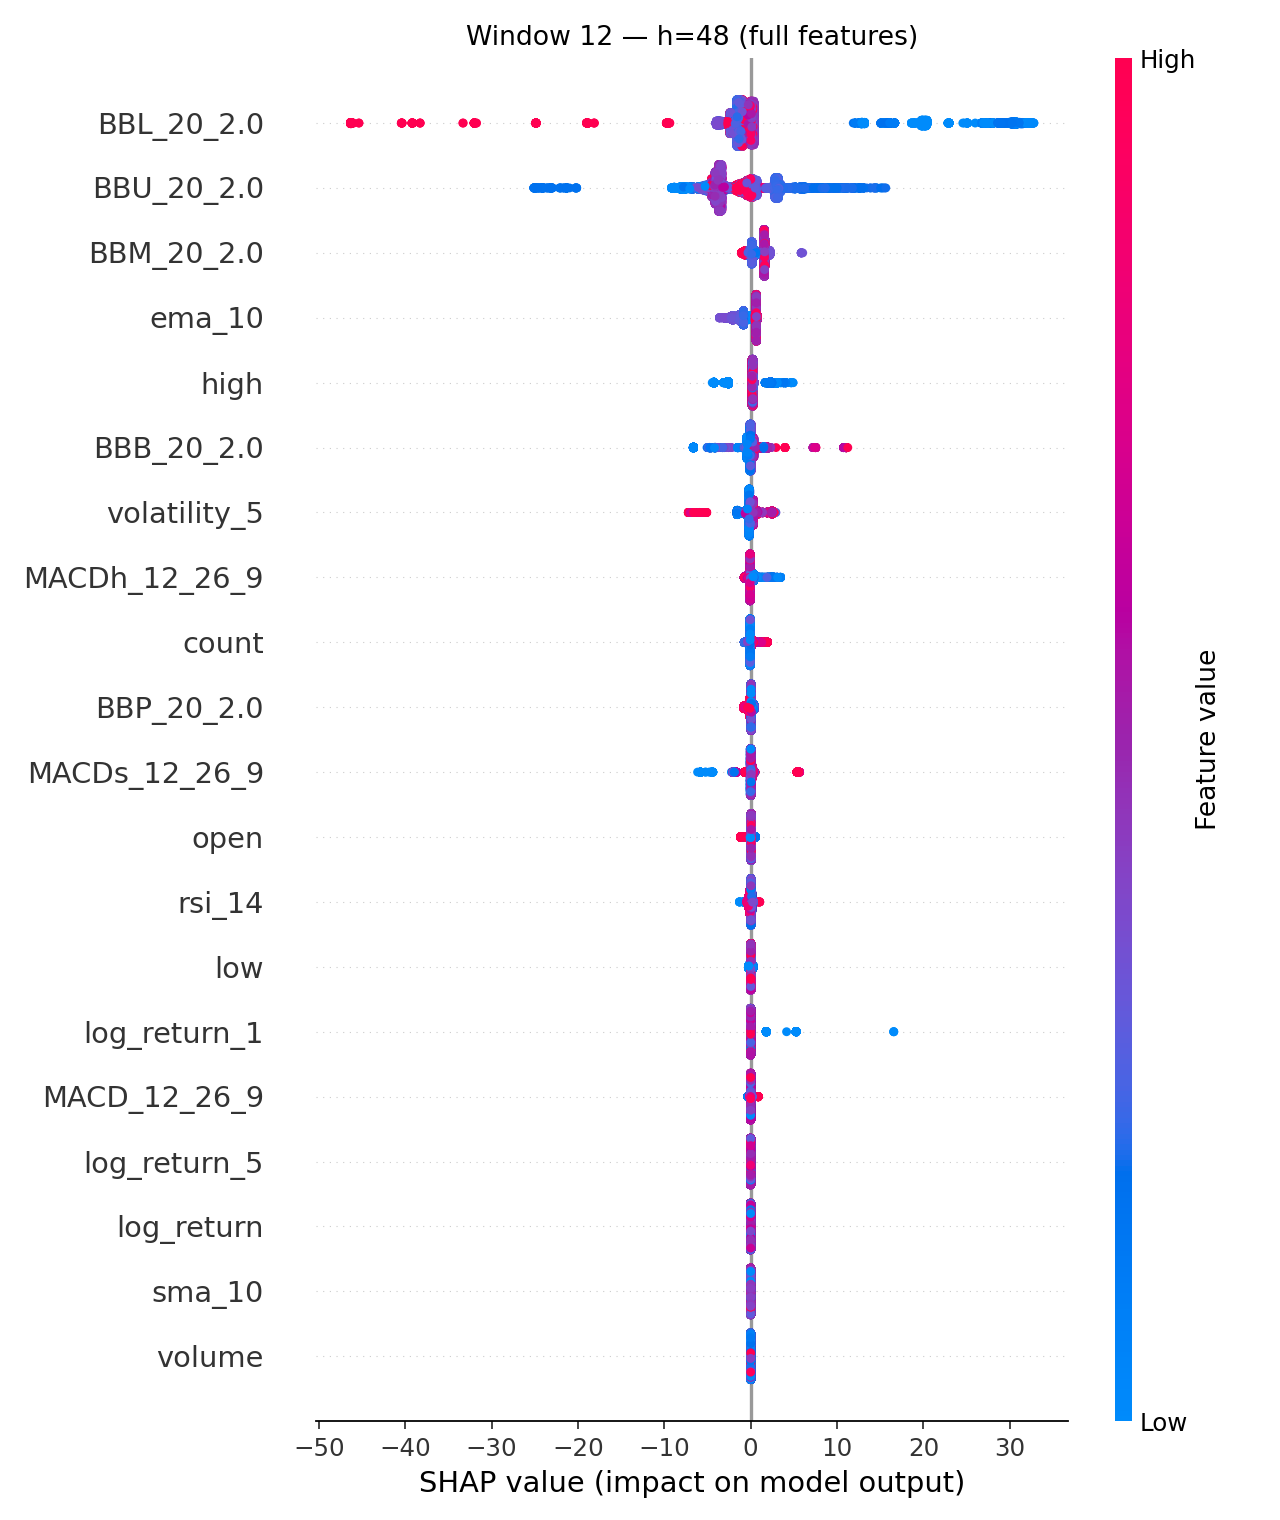 Window 12 — h=48 (full features)
High
BBL_20_2.0
BBU_20_2.0
BBM_20_2.0
ema_10
high
BBB_20_2.0
volatility_5
MACDh_12_26_9
count
BBP_20_2.0
MACDs_12_26_9
open
rsi_14
low
log_return_1
MACD_12_26_9
log_return_5
log_return
sma_10
volume
Feature value
Low
−50 −40 −30 −20 −10 0 10 20 30
SHAP value (impact on model output)